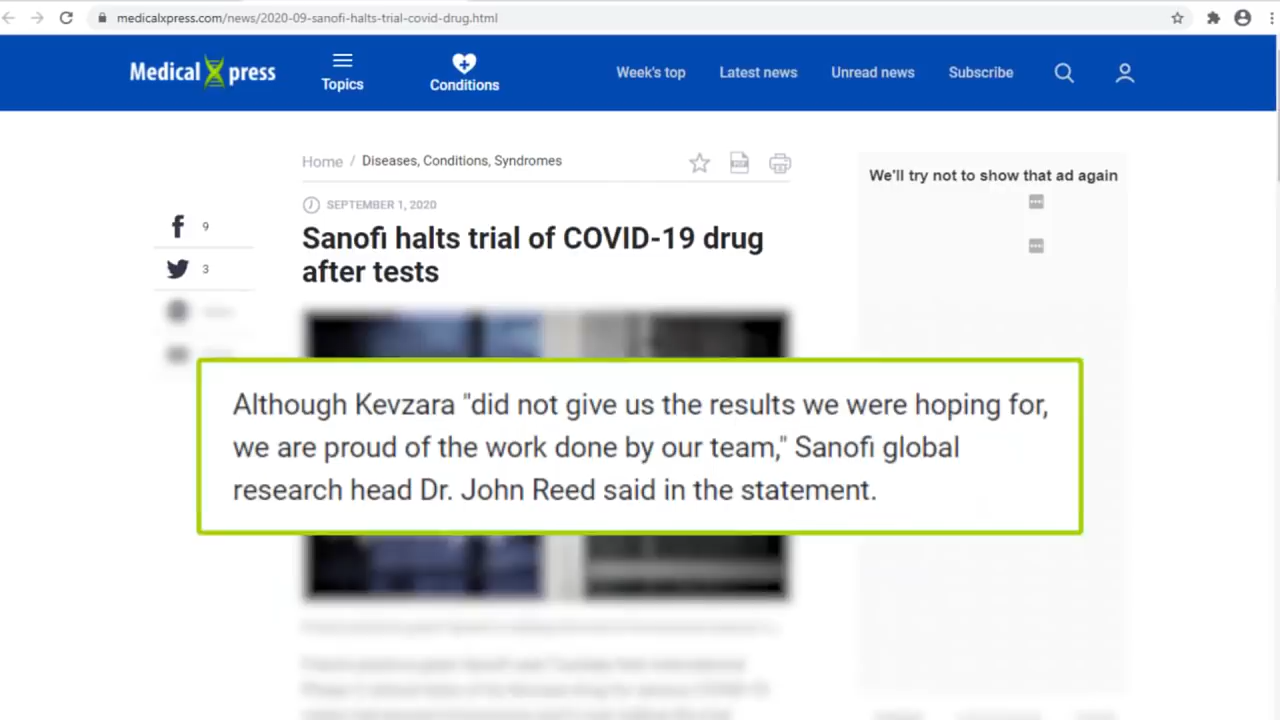 medicalxpress.com/news/2020-09-sanofi-halts-trial-covid-drug.html
Medical Xpress
Topics
Conditions
Week's top
Latest news
Unread news
Subscribe
Home / Diseases, Conditions, Syndromes
PDF
We'll try not to show that ad again
SEPTEMBER 1, 2020
9
3
Sanofi halts trial of COVID-19 drug
after tests
Although Kevzara "did not give us the results we were hoping for,
we are proud of the work done by our team," Sanofi global
research head Dr. John Reed said in the statement.